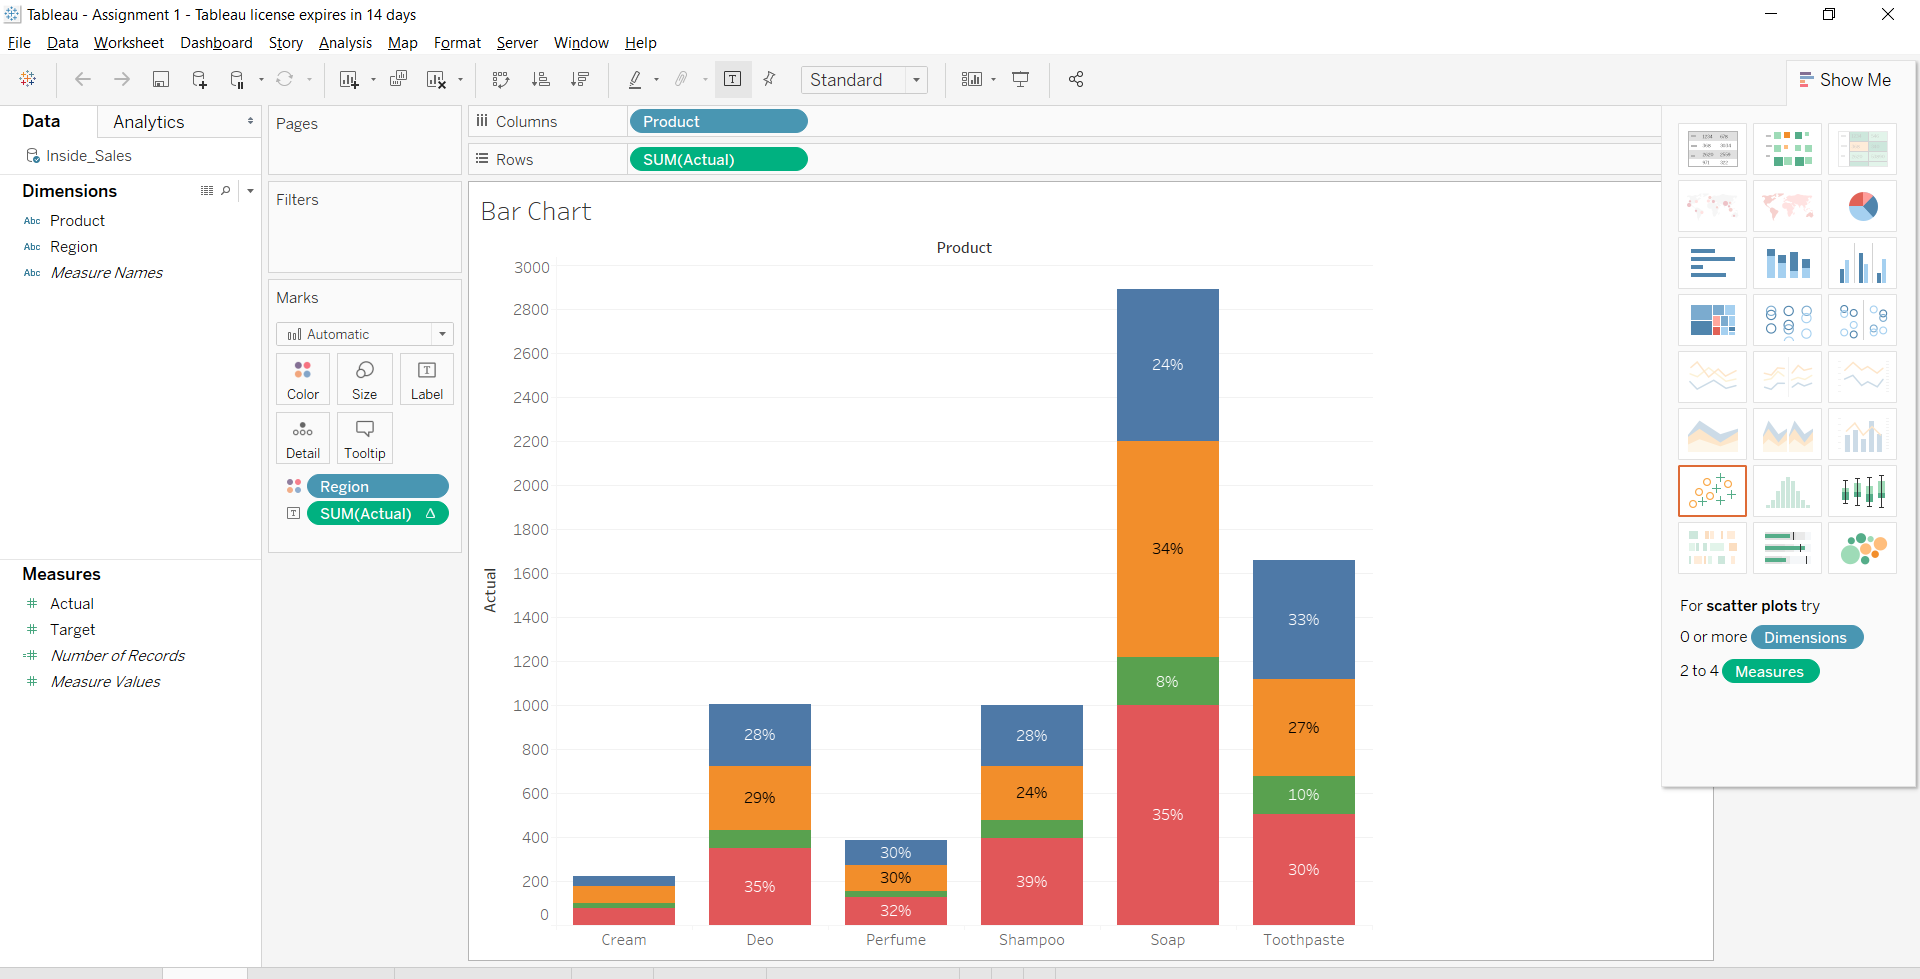 Tableau - Assignment 1 - Tableau license expires in 14 days
File Data Worksheet Dashboard Story Analysis Map Format Server Window Help
Standard
Show Me
Data
Analytics
Inside_Sales
Dimensions
Abc Product
Abc Region
Abc Measure Names
Measures
# Actual
# Target
=# Number of Records
# Measure Values
Pages
Filters
Marks
Automatic
Color Size T Label
Detail Tooltip
Region
T SUM(Actual) Δ
Columns Product
Rows SUM(Actual)
Bar Chart
Product
Actual
3000
2800
2600
2400
2200
2000
1800
1600
1400
1200
1000
800
600
400
200
0
28%
29%
35%
30%
30%
32%
28%
24%
39%
24%
34%
8%
35%
33%
27%
10%
30%
Cream Deo Perfume Shampoo Soap Toothpaste
For scatter plots try
0 or more Dimensions
2 to 4 Measures